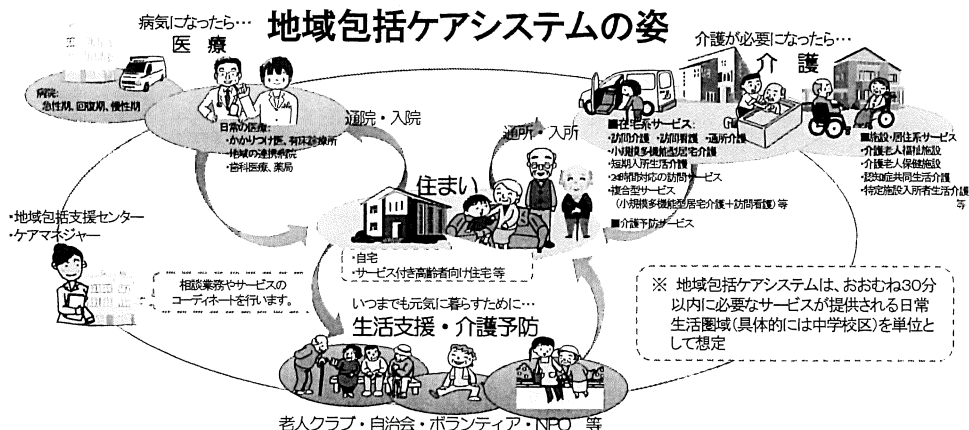 地域包括ケアシステムの姿
病気になったら…
医 療
病院:
急性期、回復期、慢性期
日常の医療:
・かかりつけ医、有床診療所
・地域の連携病院
・歯科医療、薬局
通院・入院
通所・入所
介護が必要になったら…
介 護
■在宅系サービス:
・訪問介護 ・訪問看護 ・通所介護
・小規模多機能型居宅介護
・短期入所生活介護
・24時間対応の訪問サービス
・複合型サービス
(小規模多機能型居宅介護+訪問看護)等
■介護予防サービス
■施設・居住系サービス
・介護老人福祉施設
・介護老人保健施設
・認知症共同生活介護
・特定施設入所者生活介護
等
住まい
・自宅
・サービス付き高齢者向け住宅 等
・地域包括支援センター
・ケアマネジャー
相談業務やサービスの
コーディネートを行います。
いつまでも元気に暮らすために…
生活支援・介護予防
老人クラブ・自治会・ボランティア・NPO 等
※ 地域包括ケアシステムは、おおむね30分
以内に必要なサービスが提供される日常
生活圏域(具体的には中学校区)を単位と
して想定